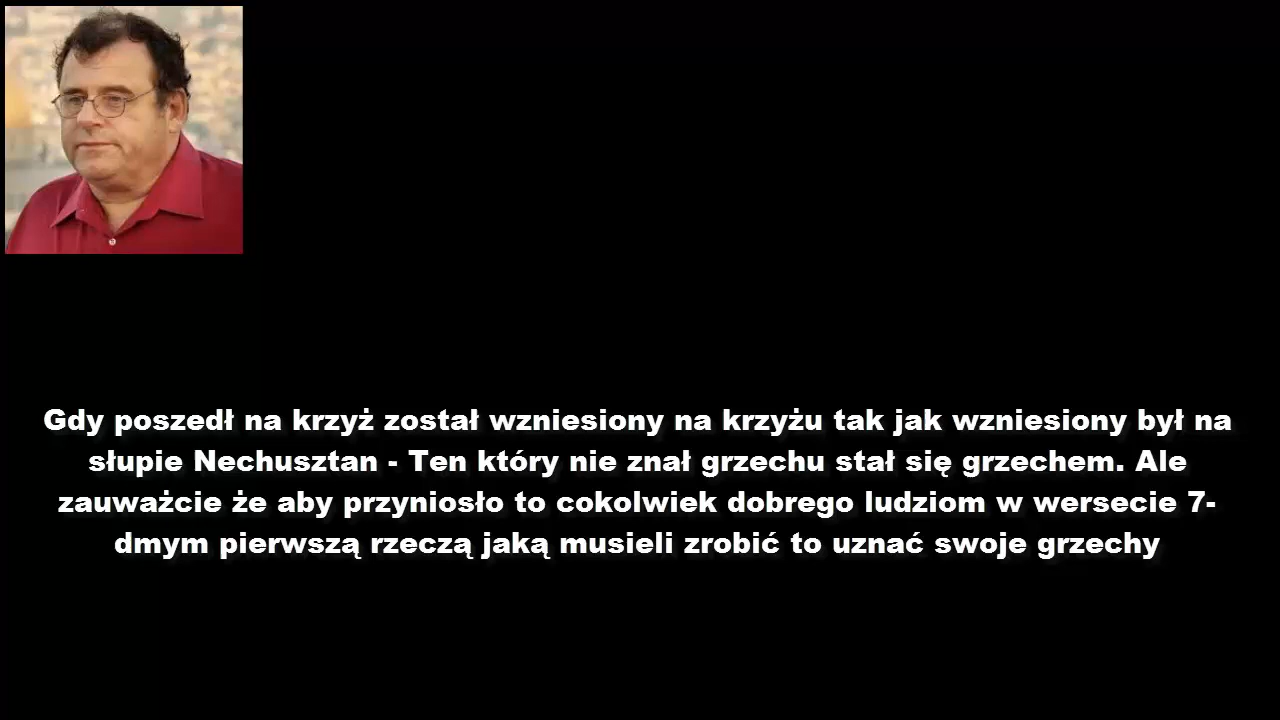 Gdy poszedł na krzyż został wzniesiony na krzyżu tak jak wzniesiony był na
słupie Nechusztan - Ten który nie znał grzechu stał się grzechem. Ale
zauważcie że aby przyniosło to cokolwiek dobrego ludziom w wersecie 7-
dmym pierwszą rzeczą jaką musieli zrobić to uznać swoje grzechy